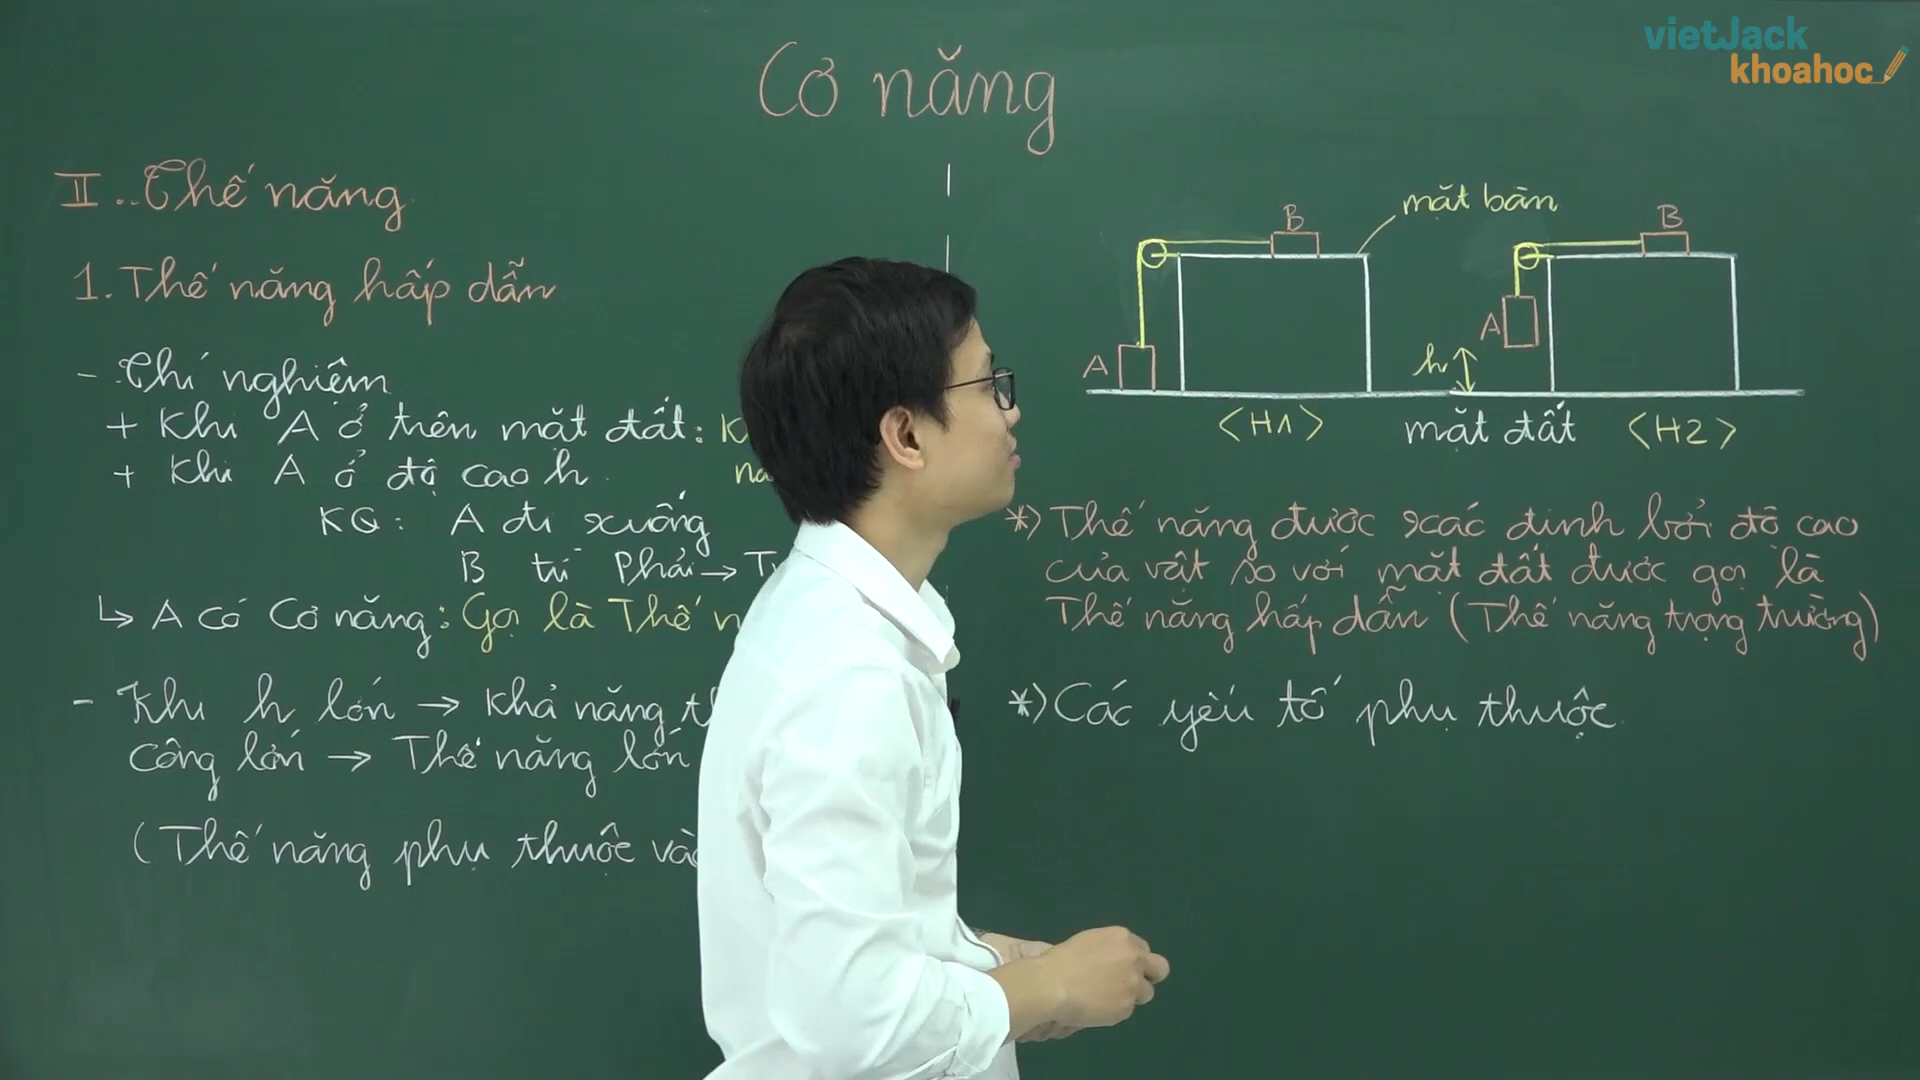 vietJack
khoahoc
Cơ năng
II. Thế năng
1. Thế năng hấp dẫn
- Thí nghiệm
+ Khi A ở trên mặt đất: K
+ Khi A ở độ cao h.
KQ: A đi xuống
B từ Phải →
↳ A có Cơ năng: Gọi là Thế n
- Khi h lớn → khả năng th
công lớn → Thế năng lớn
(Thế năng phụ thuộc và
mặt bàn
B
B
A
A
h
<H1>
mặt đất
<H2>
*) Thế năng được xác định bởi độ cao
của vật so với mặt đất được gọi là
Thế năng hấp dẫn (Thế năng trọng trường)
*) Các yếu tố phụ thuộc